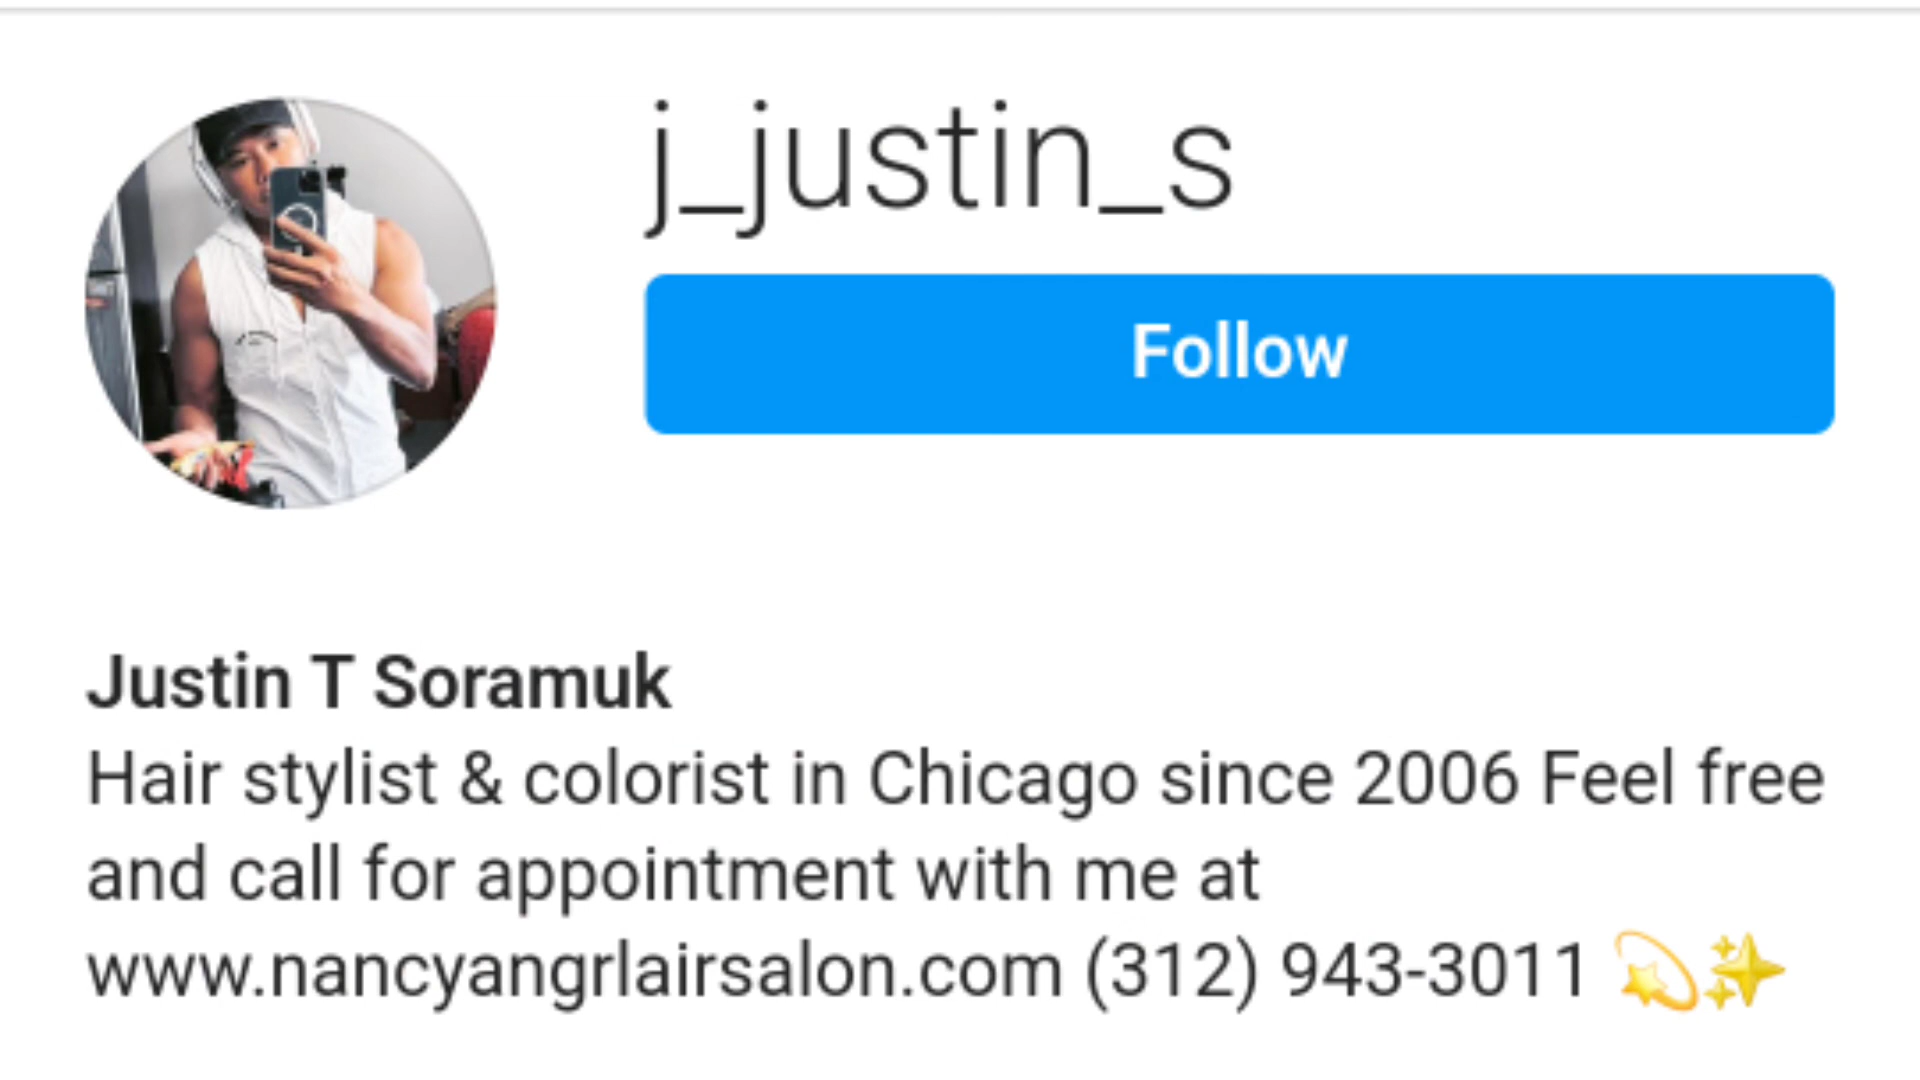 j_justin_s
Follow
Justin T Soramuk
Hair stylist & colorist in Chicago since 2006 Feel free
and call for appointment with me at
www.nancyangrlairsalon.com (312) 943-3011 💫✨